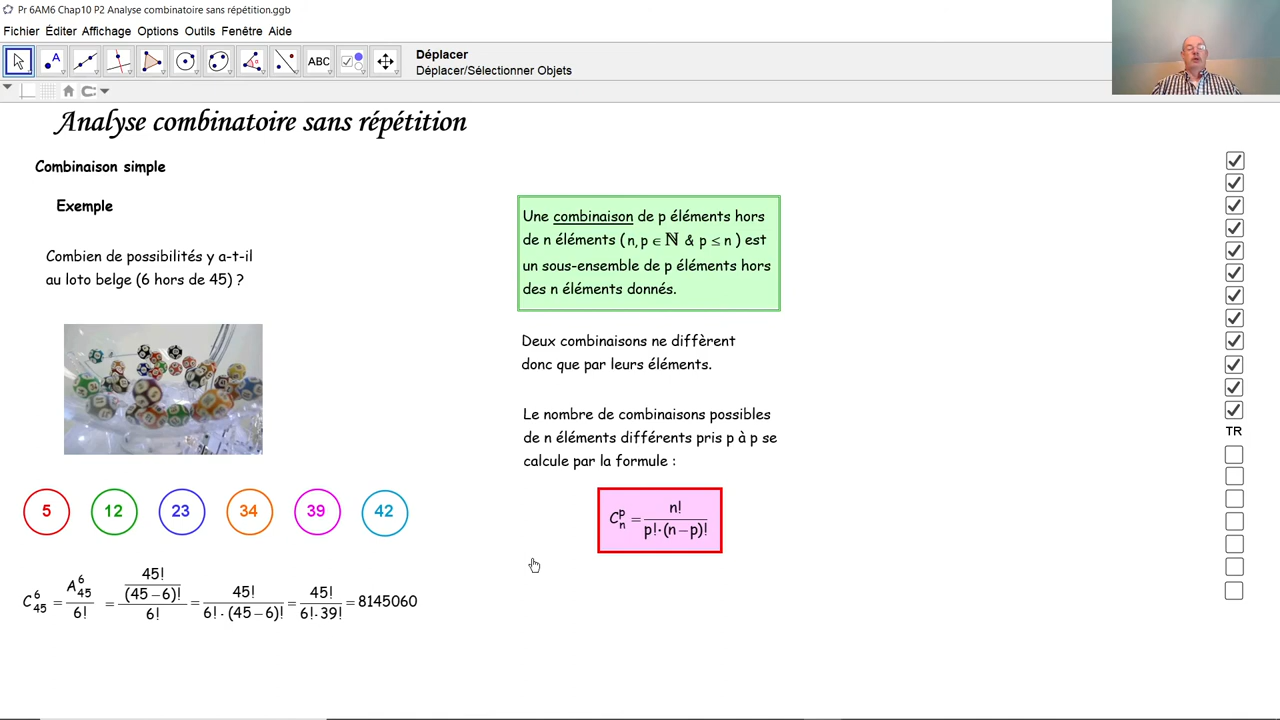 Pr 6AM6 Chap10 P2 Analyse combinatoire sans répétition.ggb
Fichier Éditer Affichage Options Outils Fenêtre Aide
A
ABC
Déplacer
Déplacer/Sélectionner Objets
Analyse combinatoire sans répétition
Combinaison simple
Exemple
Combien de possibilités y a-t-il
au loto belge (6 hors de 45) ?
5 12 23 34 39 42
C₄₅⁶ = A₄₅⁶/6! = (45!/(45-6)!)/6! = 45!/(6!·(45-6)!) = 45!/(6!·39!) = 8145060
Une combinaison de p éléments hors
de n éléments (n,p ∈ ℕ & p ≤ n) est
un sous-ensemble de p éléments hors
des n éléments donnés.
Deux combinaisons ne diffèrent
donc que par leurs éléments.
Le nombre de combinaisons possibles
de n éléments différents pris p à p se
calcule par la formule :
Cₙᵖ = n!/(p!·(n-p)!)
TR